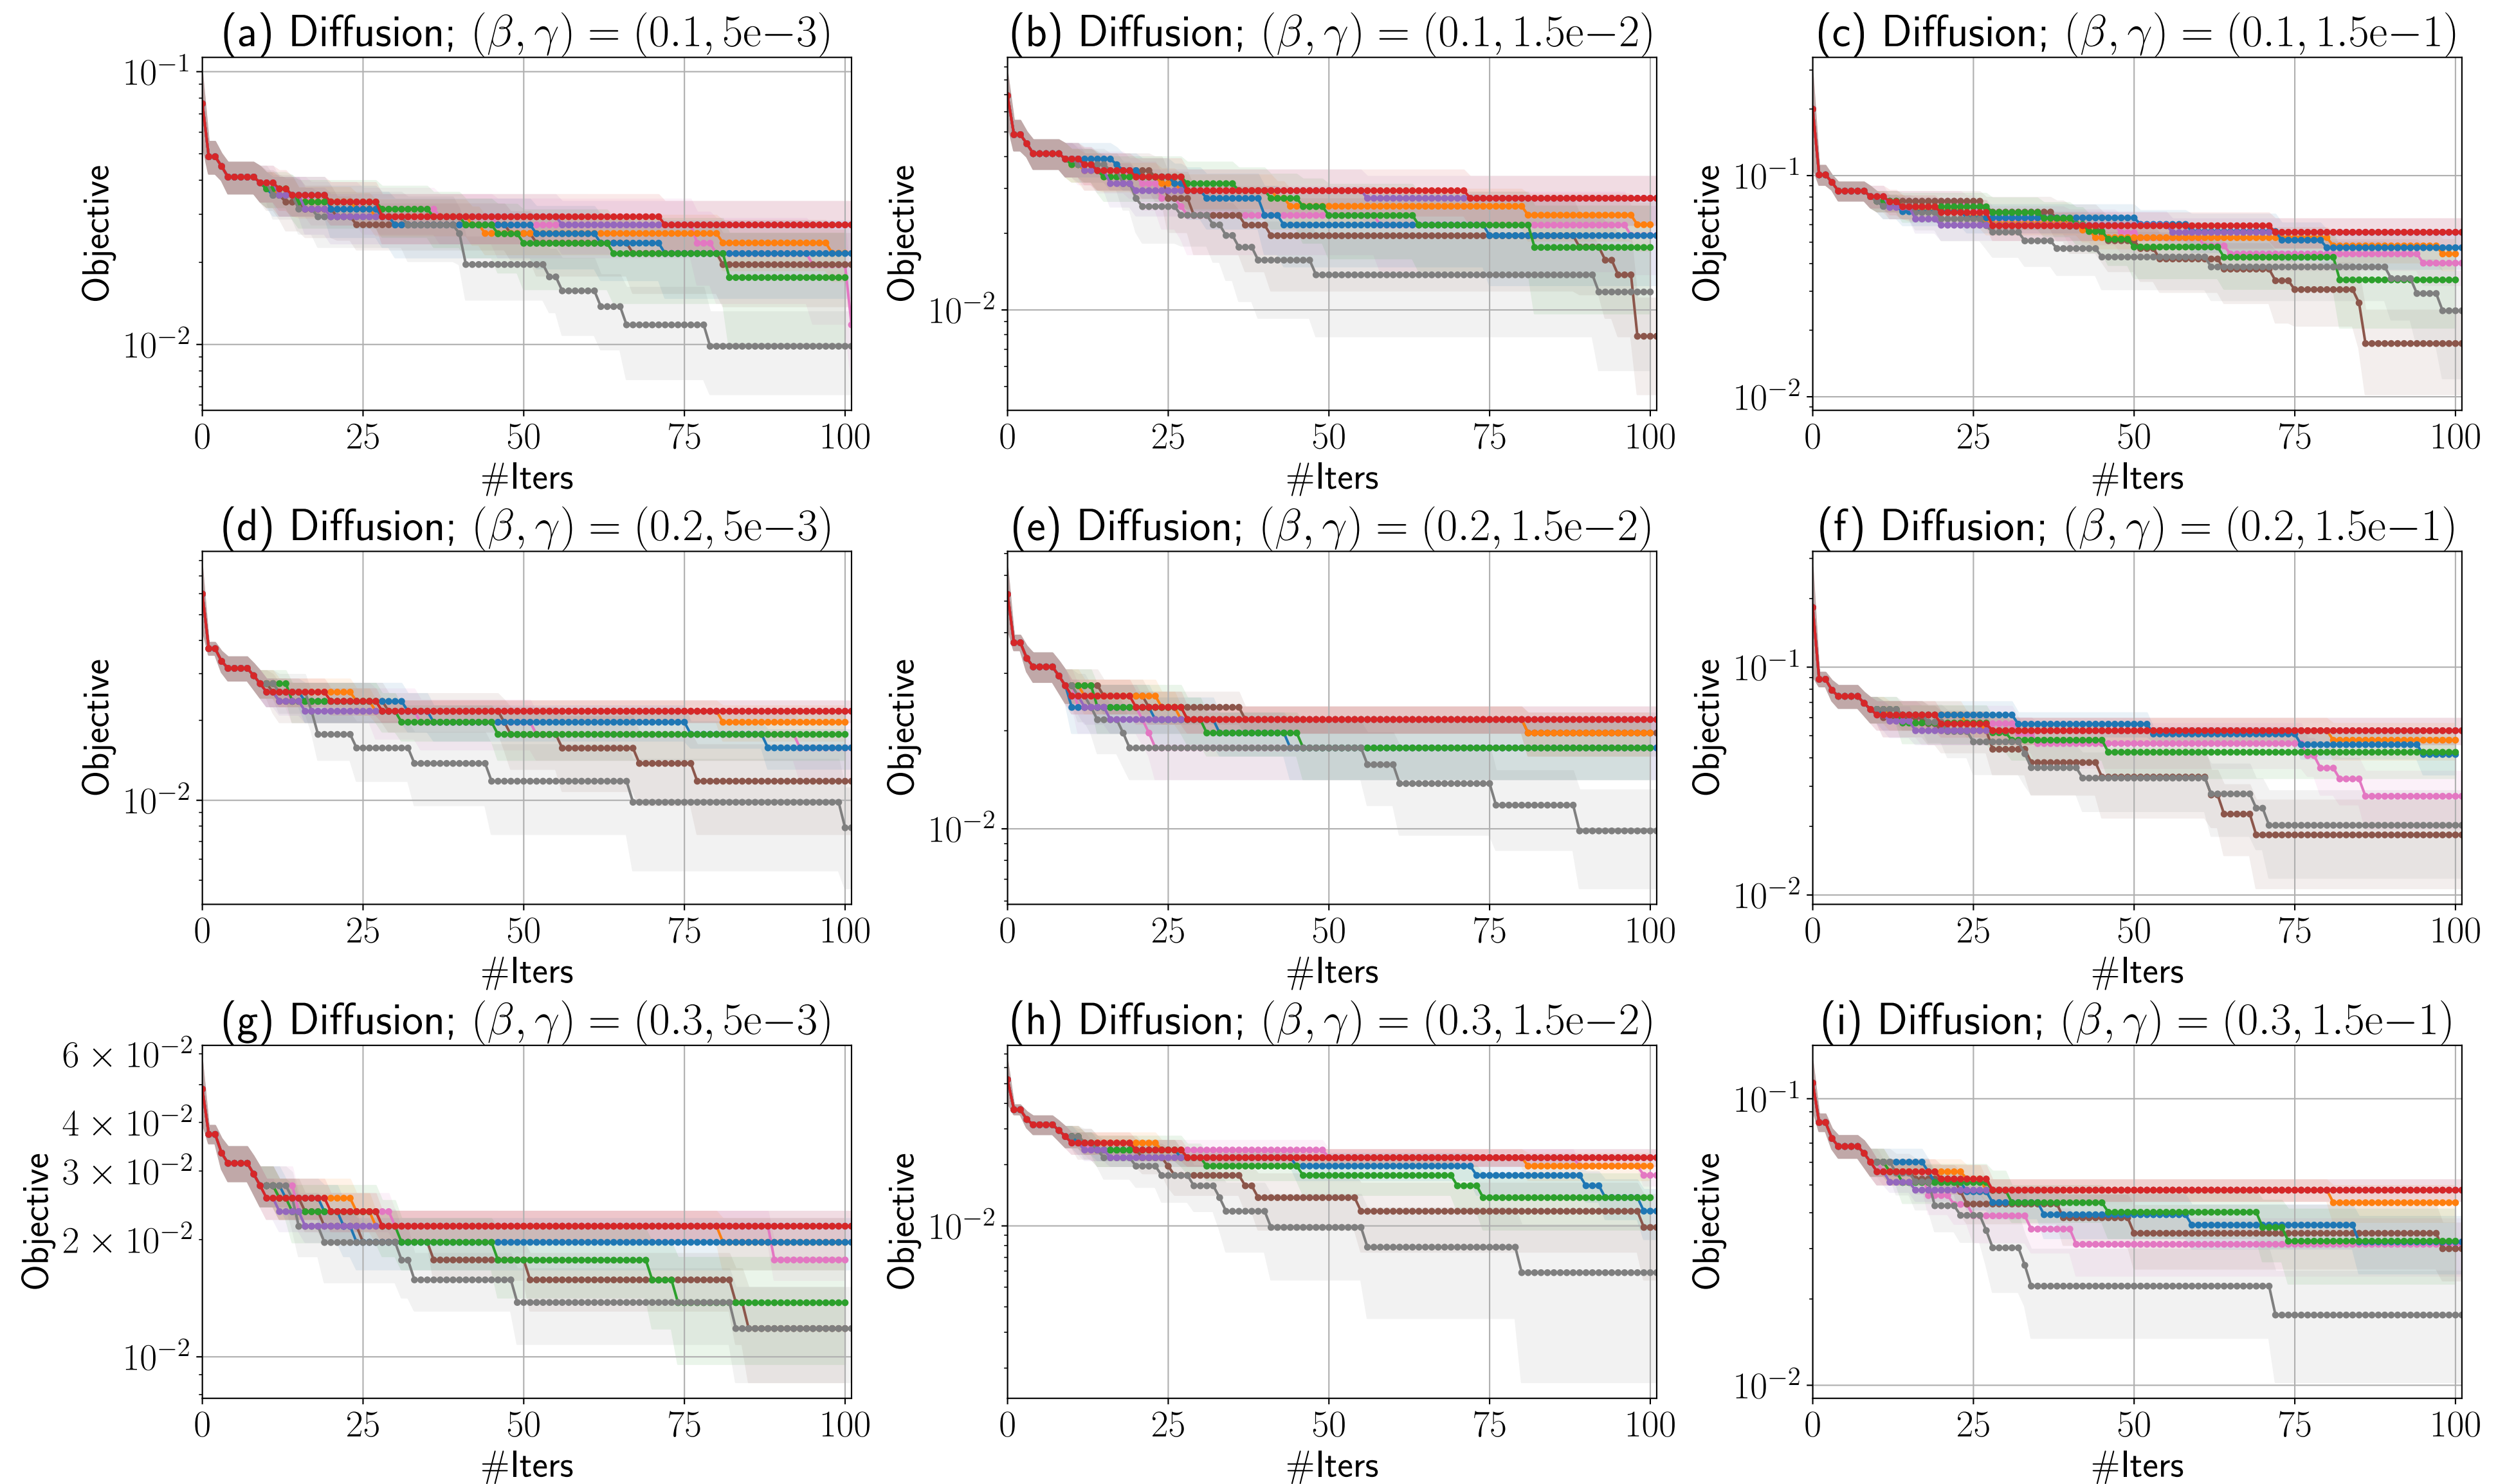 (a) Diffusion; (β, γ) = (0.1, 5e−3)
(b) Diffusion; (β, γ) = (0.1, 1.5e−2)
(c) Diffusion; (β, γ) = (0.1, 1.5e−1)
10⁻¹
10⁻²
Objective
0 25 50 75 100
#Iters
10⁻²
Objective
0 25 50 75 100
#Iters
10⁻¹
10⁻²
Objective
0 25 50 75 100
#Iters
(d) Diffusion; (β, γ) = (0.2, 5e−3)
(e) Diffusion; (β, γ) = (0.2, 1.5e−2)
(f) Diffusion; (β, γ) = (0.2, 1.5e−1)
10⁻²
Objective
0 25 50 75 100
#Iters
10⁻²
Objective
0 25 50 75 100
#Iters
10⁻¹
10⁻²
Objective
0 25 50 75 100
#Iters
(g) Diffusion; (β, γ) = (0.3, 5e−3)
(h) Diffusion; (β, γ) = (0.3, 1.5e−2)
(i) Diffusion; (β, γ) = (0.3, 1.5e−1)
6 × 10⁻²
4 × 10⁻²
3 × 10⁻²
2 × 10⁻²
10⁻²
Objective
0 25 50 75 100
#Iters
10⁻²
Objective
0 25 50 75 100
#Iters
10⁻¹
10⁻²
Objective
0 25 50 75 100
#Iters